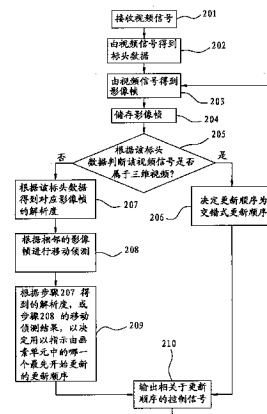 接收视频信号
201
由视频信号得到
标头数据
202
由视频信号得到
影像帧
203
储存影像帧
204
205
根据该标头
数据判断该视频信号是否
属于三维视频?
否
是
根据该标头数据
得到对应影像帧
的解析度
207
决定更新顺序为
交错式更新顺序
206
根据相邻的影像
帧进行移动侦测
208
根据步骤207得到
的解析度, 或
步骤208的移动
侦测结果, 以决
定用以指示由画
素单元中的哪一
个最先开始更新
的更新顺序
209
210
输出相关于更新
顺序的控制信号